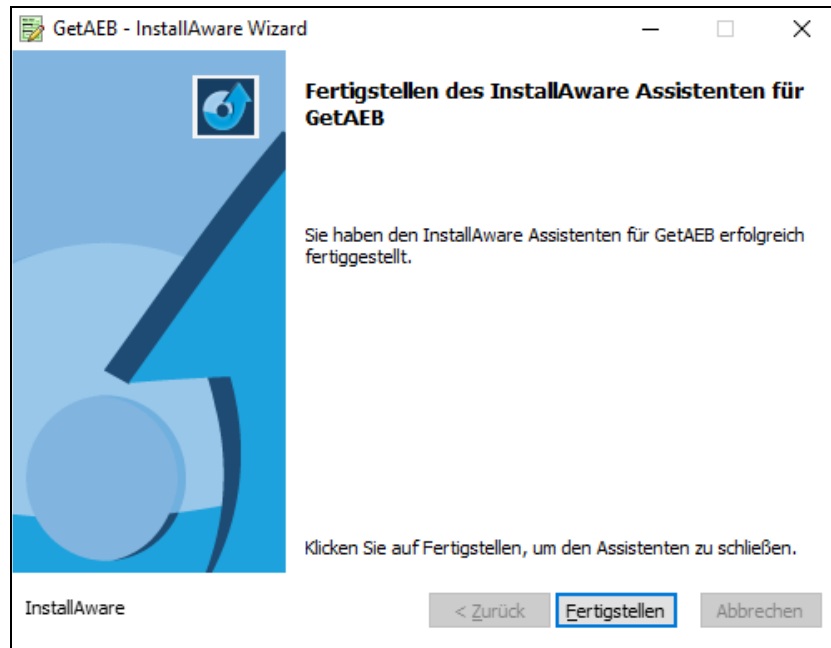 GetAEB - InstallAware Wizard
Fertigstellen des InstallAware Assistenten für
GetAEB
Sie haben den InstallAware Assistenten für GetAEB erfolgreich
fertiggestellt.
Klicken Sie auf Fertigstellen, um den Assistenten zu schließen.
InstallAware
< Zurück Fertigstellen Abbrechen